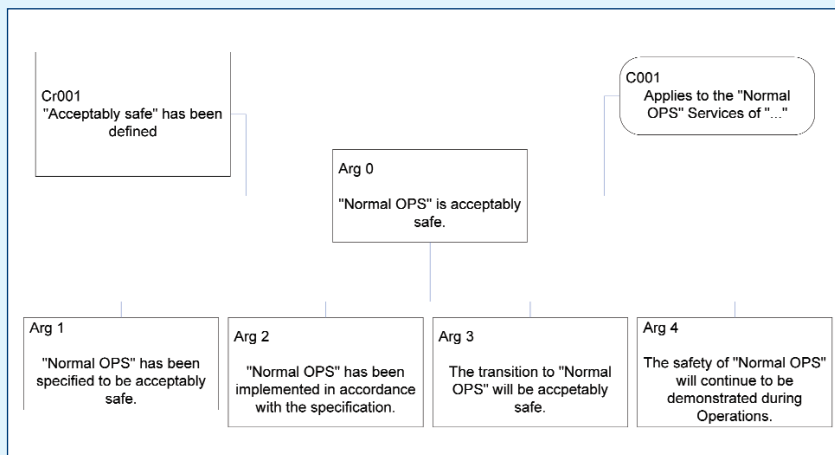 Cr001
"Acceptably safe" has been
defined
C001
Applies to the "Normal
OPS" Services of "..."
Arg 0
"Normal OPS" is acceptably
safe.
Arg 1
"Normal OPS" has been
specified to be acceptably
safe.
Arg 2
"Normal OPS" has been
implemented in accordance
with the specification.
Arg 3
The transition to "Normal
OPS" will be accpetably
safe.
Arg 4
The safety of "Normal OPS"
will continue to be
demonstrated during
Operations.